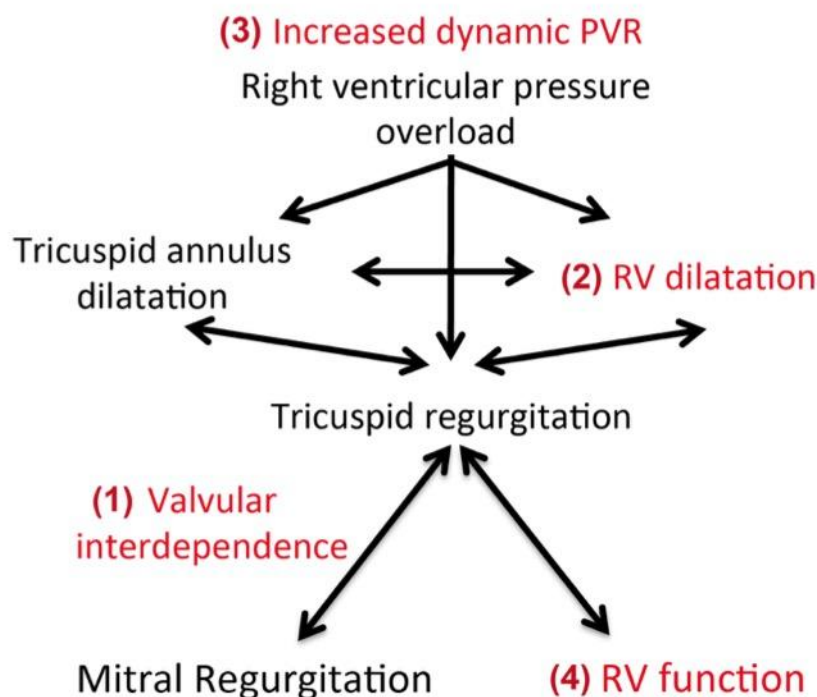 (3) Increased dynamic PVR
Right ventricular pressure
overload
Tricuspid annulus
dilatation
(2) RV dilatation
Tricuspid regurgitation
(1) Valvular
interdependence
Mitral Regurgitation
(4) RV function